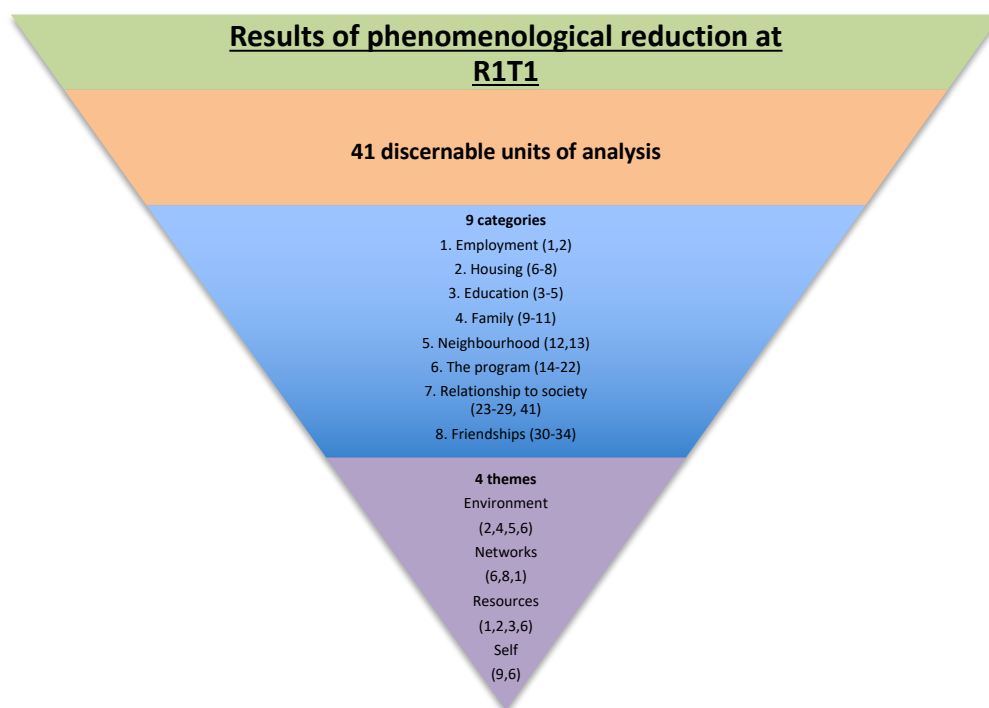 Results of phenomenological reduction at
R1T1
41 discernable units of analysis
9 categories
1. Employment (1,2)
2. Housing (6-8)
3. Education (3-5)
4. Family (9-11)
5. Neighbourhood (12,13)
6. The program (14-22)
7. Relationship to society
(23-29, 41)
8. Friendships (30-34)
4 themes
Environment
(2,4,5,6)
Networks
(6,8,1)
Resources
(1,2,3,6)
Self
(9,6)